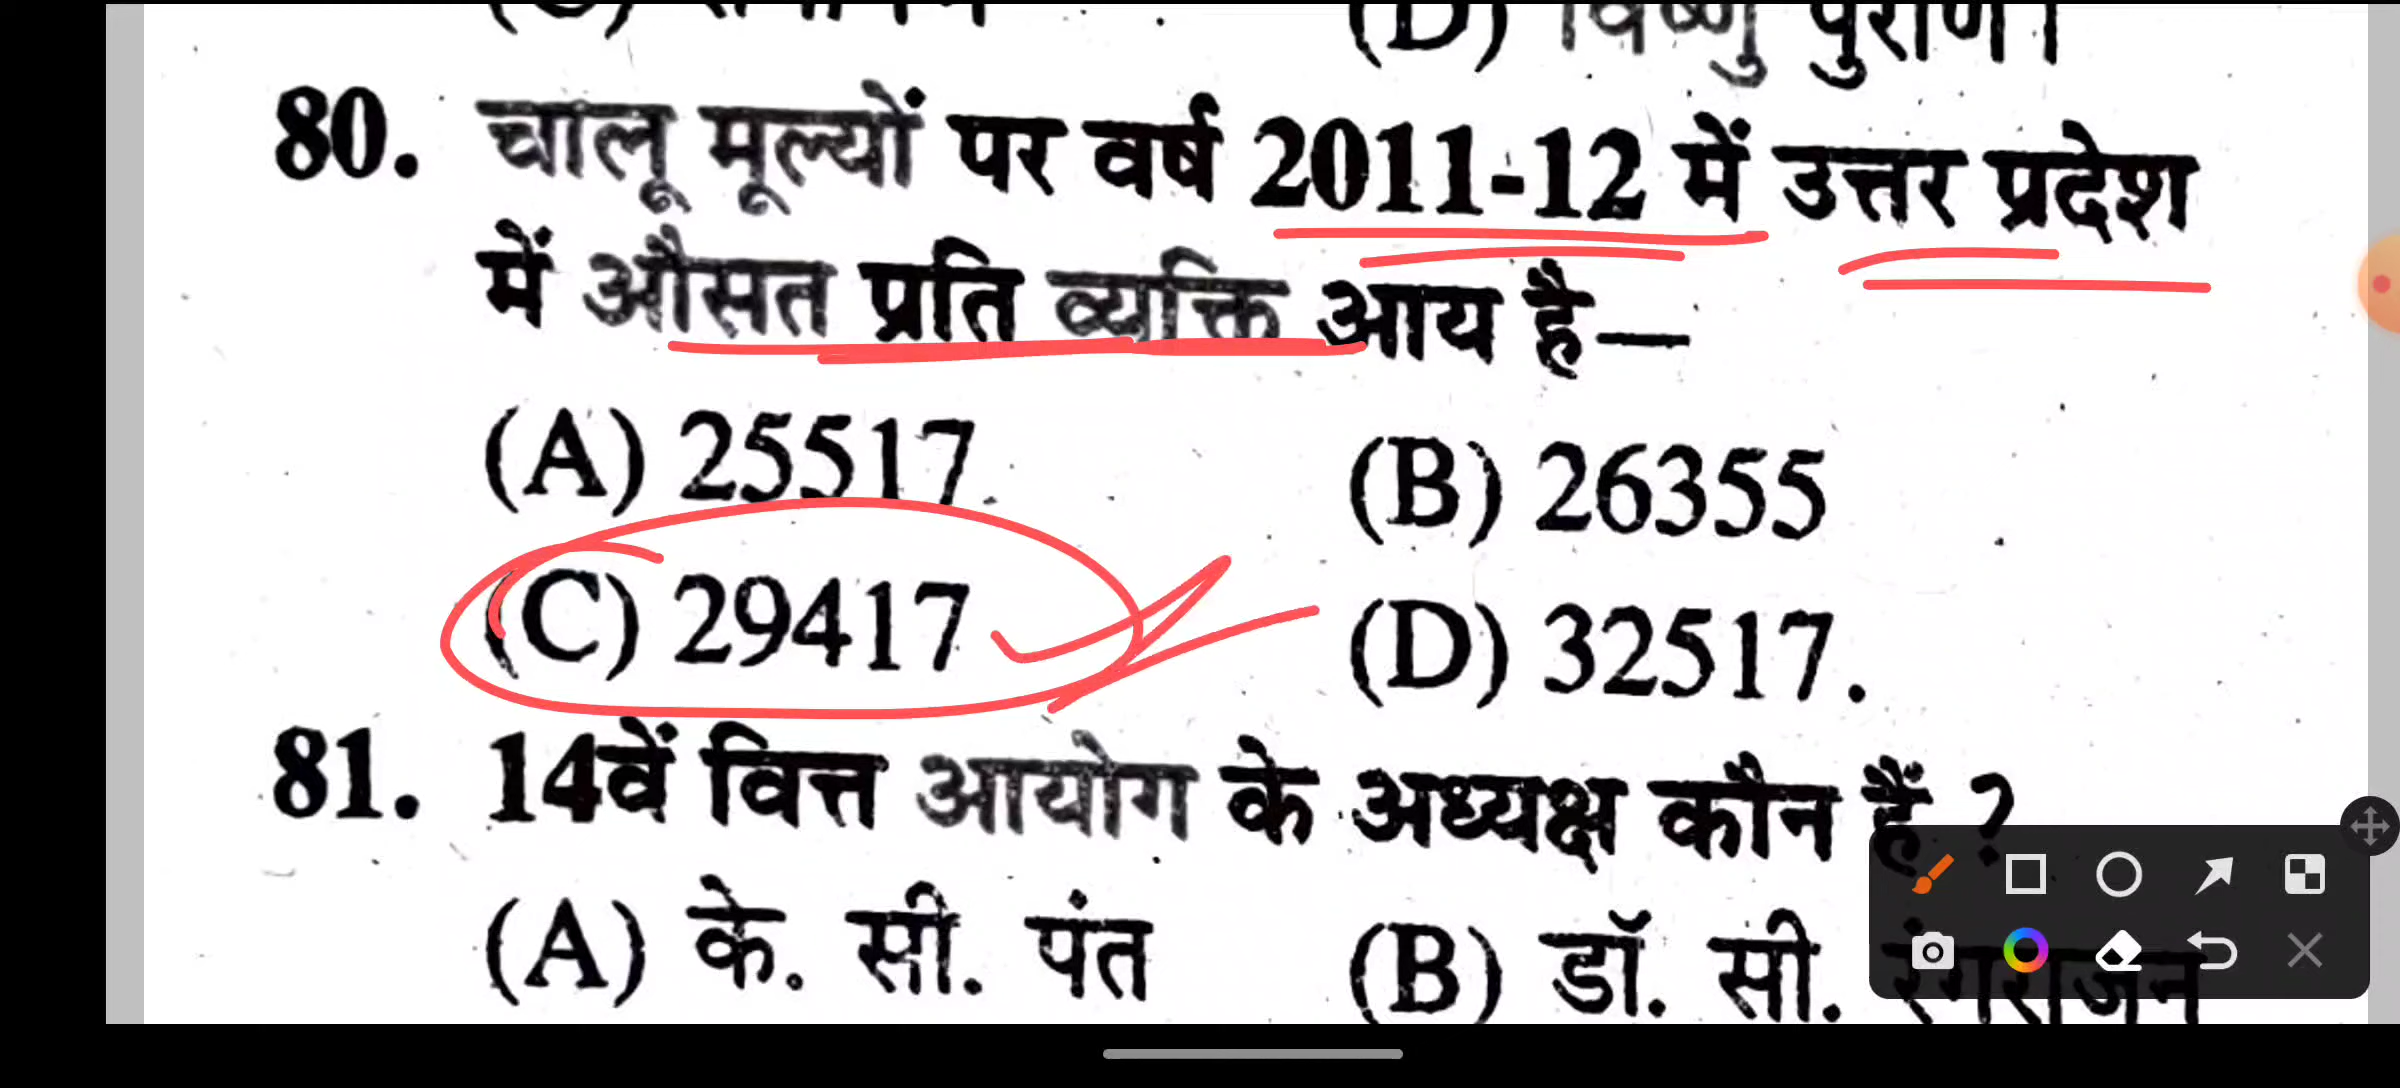 (D) विष्णु पुराण।
80. चालू मूल्यों पर वर्ष 2011-12 में उत्तर प्रदेश
में औसत प्रति व्यक्ति आय है—
(A) 25517
(B) 26355
(C) 29417
(D) 32517.
81. 14वें वित्त आयोग के अध्यक्ष कौन हैं ?
(A) के. सी. पंत
(B) डॉ. सी. रंगराजन